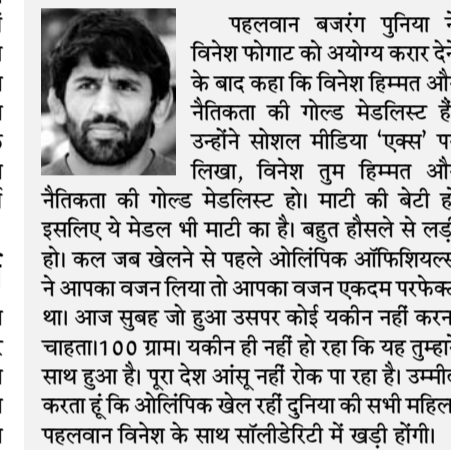 पहलवान बजरंग पुनिया
विनेश फोगाट को अयोग्य करार देने
के बाद कहा कि विनेश हिम्मत और
नैतिकता की गोल्ड मेडलिस्ट हैं
उन्होंने सोशल मीडिया ‘एक्स’ पर
लिखा, विनेश तुम हिम्मत और
नैतिकता की गोल्ड मेडलिस्ट हो। माटी की बेटी हो
इसलिए ये मेडल भी माटी का है। बहुत हौसले से लड़ी
हो। कल जब खेलने से पहले ओलिंपिक ऑफिशियल्स
ने आपका वजन लिया तो आपका वजन एकदम परफेक्ट
था। आज सुबह जो हुआ उसपर कोई यकीन नहीं करना
चाहता।100 ग्राम। यकीन ही नहीं हो रहा कि यह तुम्हारे
साथ हुआ है। पूरा देश आंसू नहीं रोक पा रहा है। उम्मीद
करता हूं कि ओलिंपिक खेल रहीं दुनिया की सभी महिला
पहलवान विनेश के साथ सॉलीडेरिटी में खड़ी होंगी।